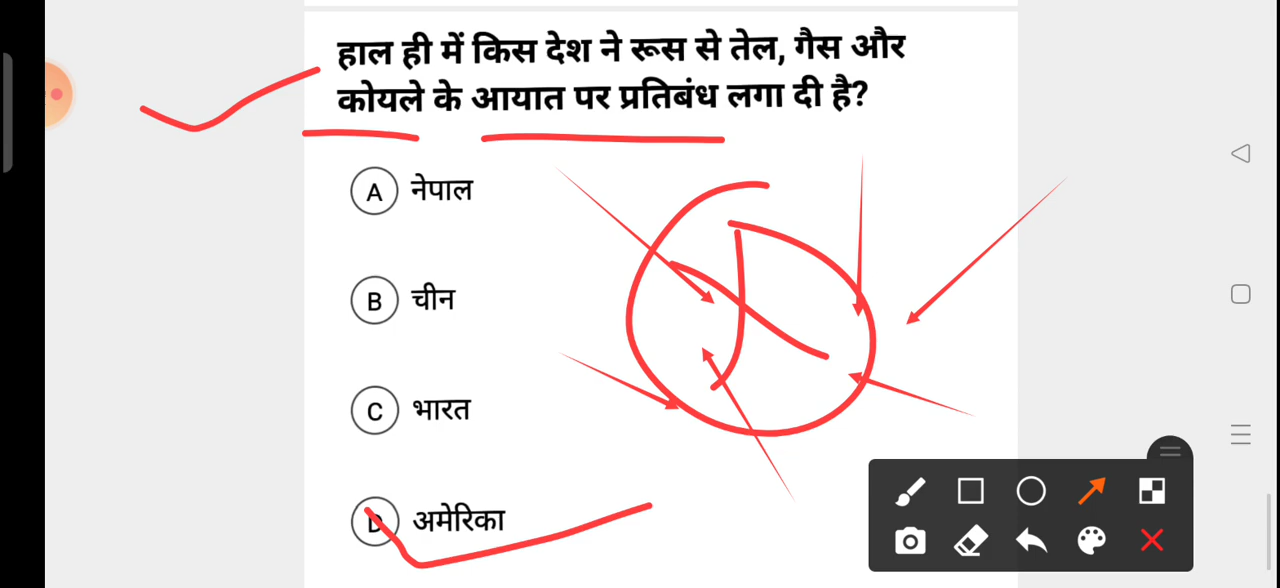 हाल ही में किस देश ने रूस से तेल, गैस और
कोयले के आयात पर प्रतिबंध लगा दी है?
A नेपाल
B चीन
C भारत
D अमेरिका